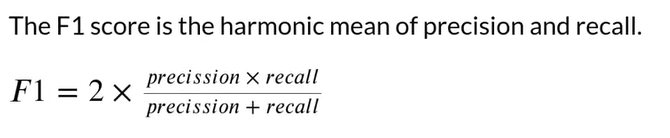 The F1 score is the harmonic mean of precision and recall.
F1 = 2 × precission × recall / precission + recall